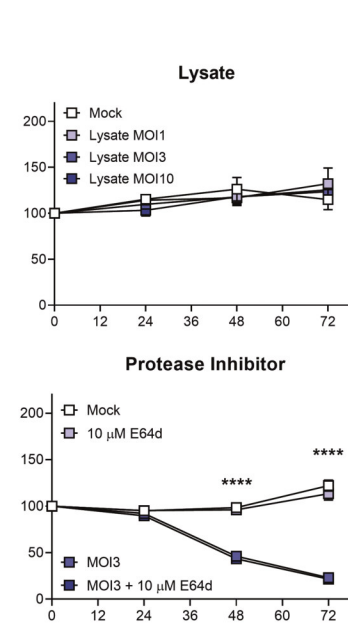 Lysate
200
150
100
50
0
Mock
Lysate MOI1
Lysate MOI3
Lysate MOI10
0 12 24 36 48 60 72
Protease Inhibitor
200
150
100
50
0
Mock
10 μM E64d
****
****
MOI3
MOI3 + 10 μM E64d
0 12 24 36 48 60 72